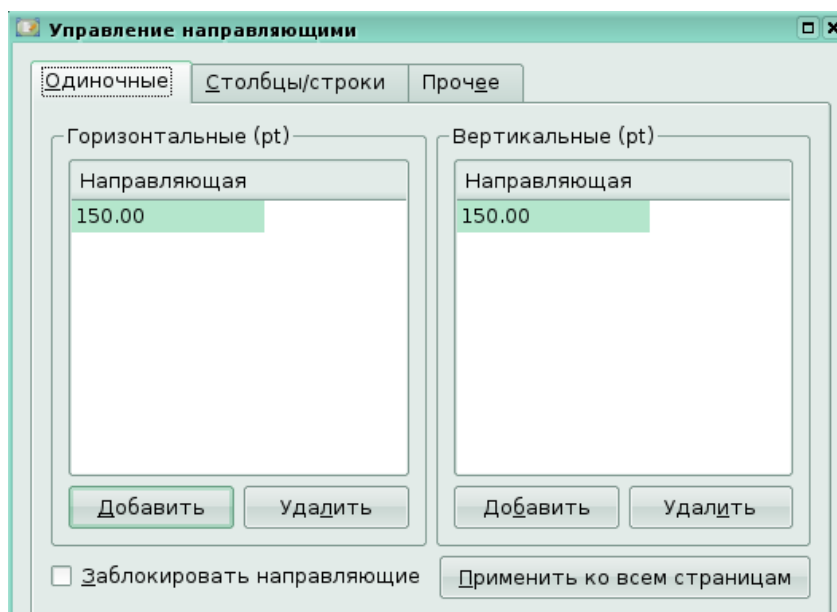 Управление направляющими
Одиночные Столбцы/строки Прочее
Горизонтальные (pt) Вертикальные (pt)
Направляющая Направляющая
150.00 150.00
Добавить Удалить Добавить Удалить
Заблокировать направляющие Применить ко всем страницам